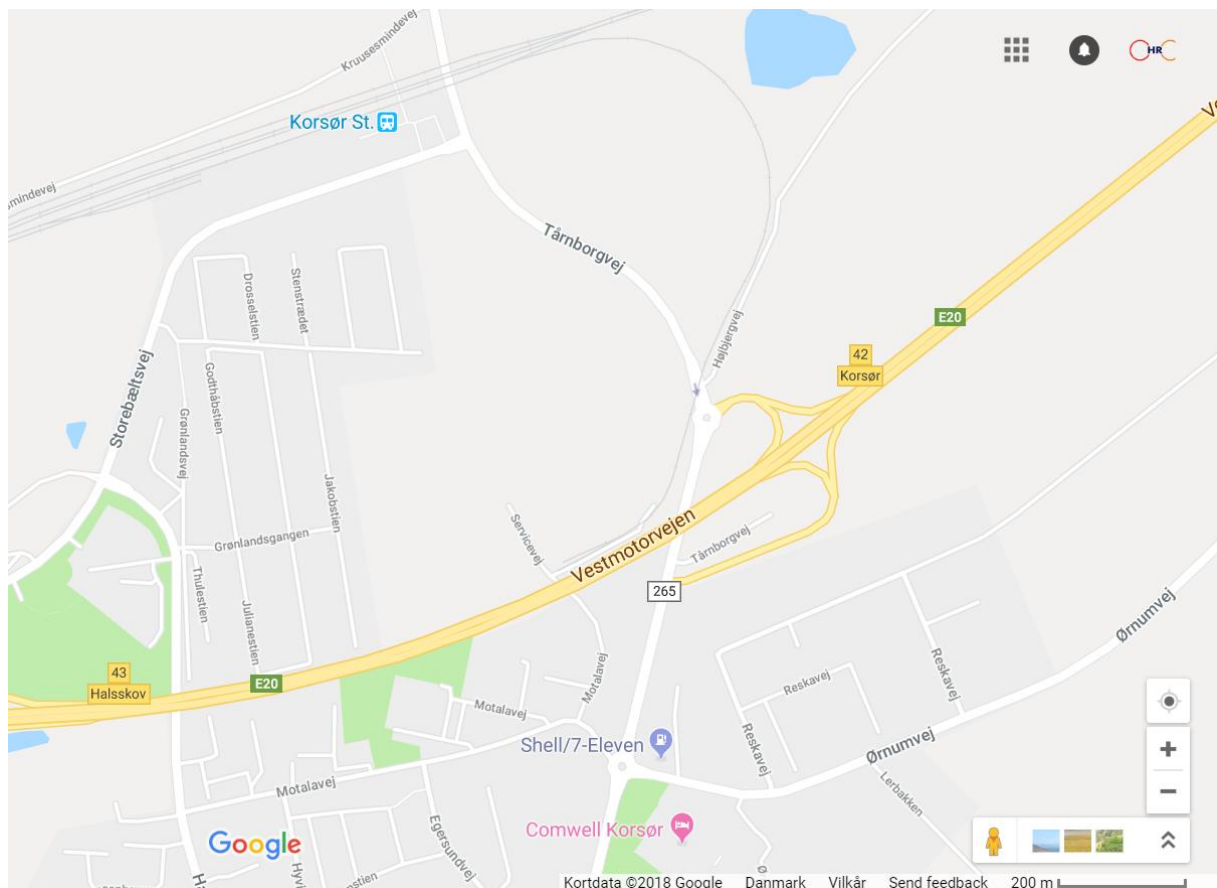 Kruusesmindevej
HR
Korsør St.
Tårnborgvej
Drosselstien
Stenstrædet
Højbjergvej
E20
42
Korsør
Godthåbstien
Storebæltsvej
Grønlandsvej
Jakobstien
Servicevej
Grønlandsgangen
Vestmotorvejen
Tårnborgvej
Thulestien
265
Julianestien
Ørnumvej
43
Halsskov
E20
Motalavej
Motalavej
Reskavej
Reskavej
Reskavej
Shell/7-Eleven
Ørnumvej
Motalavej
Lerbakken
Egersundvej
Comwell Korsør
Google
Kortdata ©2018 Google Danmark Vilkår Send feedback 200 m